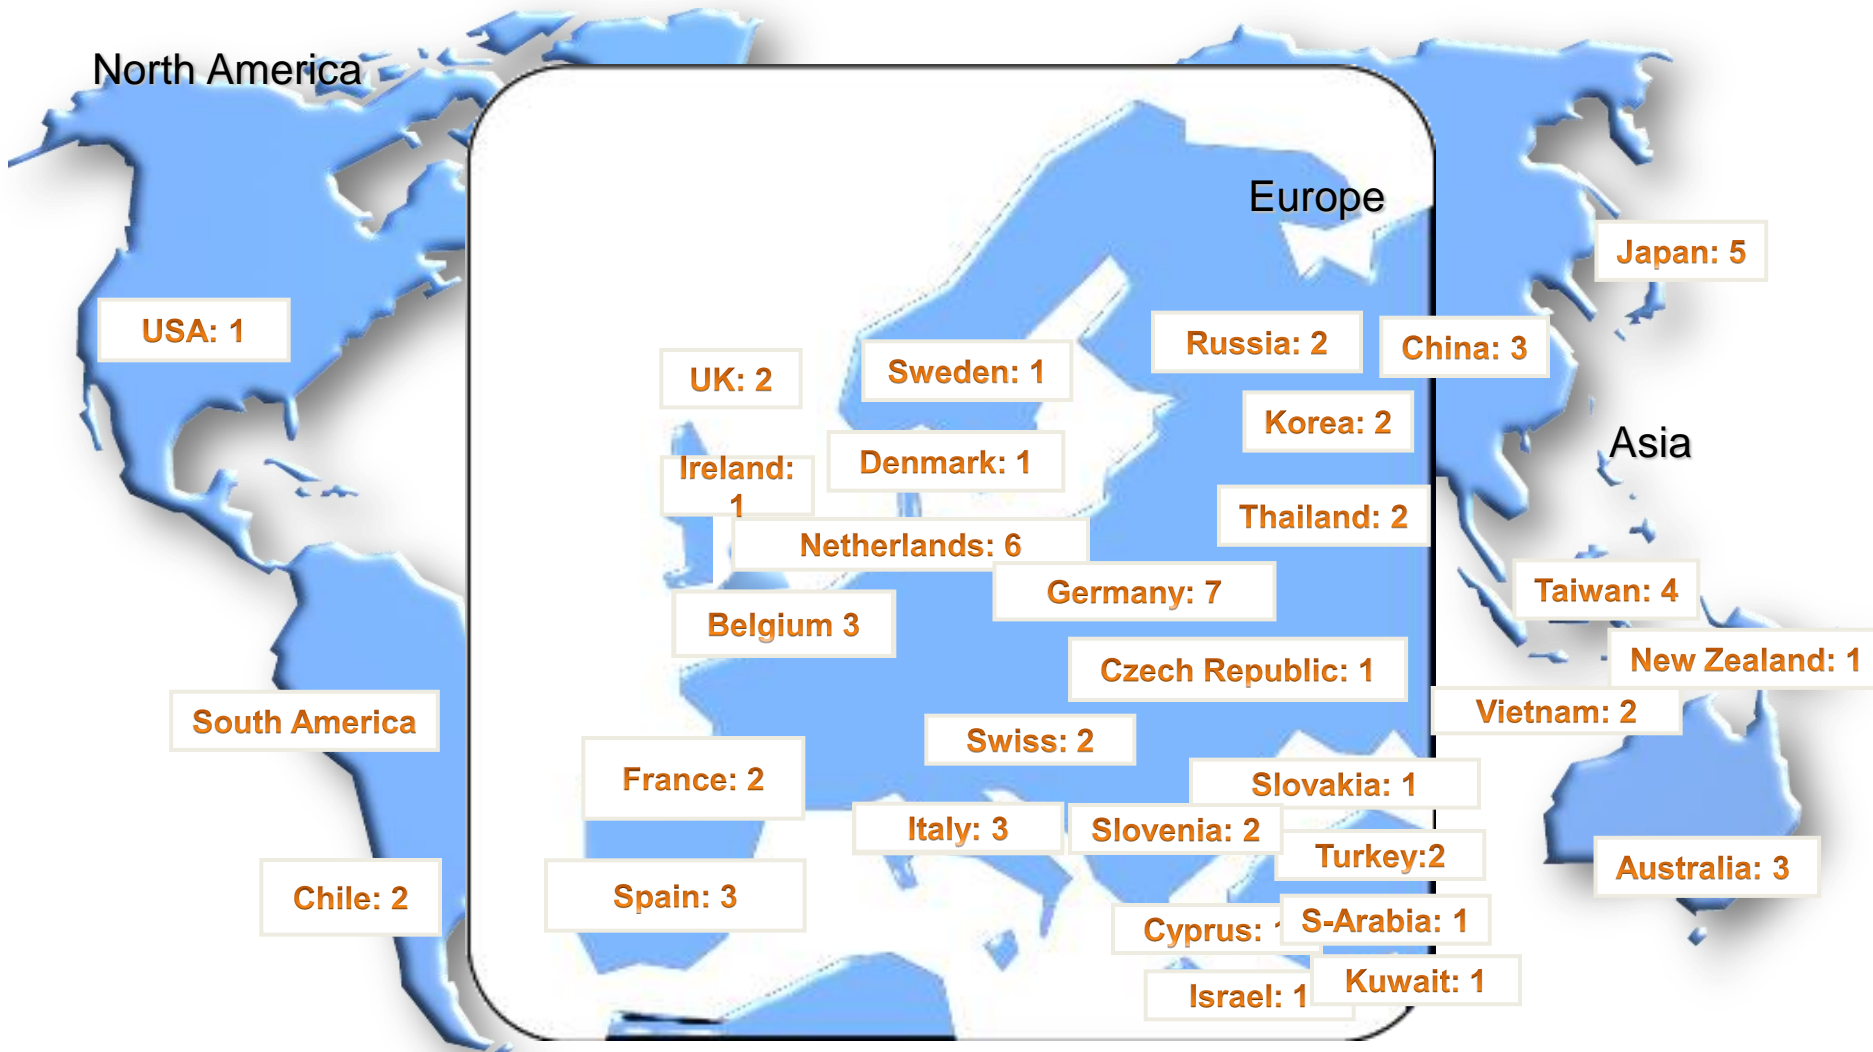 North America
Europe
Japan: 5
USA: 1
Russia: 2
China: 3
UK: 2
Sweden: 1
Korea: 2
Asia
Ireland:
1
Denmark: 1
Thailand: 2
Netherlands: 6
Germany: 7
Taiwan: 4
Belgium 3
Czech Republic: 1
New Zealand: 1
South America
Vietnam: 2
Swiss: 2
France: 2
Slovakia: 1
Italy: 3
Slovenia: 2
Turkey:2
Australia: 3
Chile: 2
Spain: 3
Cyprus:
S-Arabia: 1
Kuwait: 1
Israel: 1